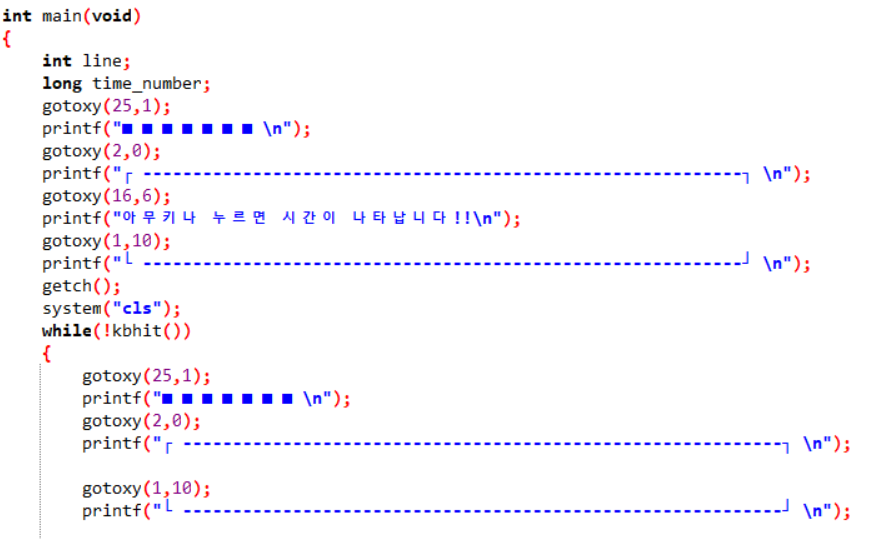 int main(void)
{
    int line;
    long time_number;
    gotoxy(25,1);
    printf("■ ■ ■ ■ ■ ■ ■ \n");
    gotoxy(2,0);
    printf("┌ ------------------------------------------------------------┐ \n");
    gotoxy(16,6);
    printf("아무키나 누르면 시간이 나타납니다!!\n");
    gotoxy(1,10);
    printf("└ ------------------------------------------------------------┘ \n");
    getch();
    system("cls");
    while(!kbhit())
    {
        gotoxy(25,1);
        printf("■ ■ ■ ■ ■ ■ ■ \n");
        gotoxy(2,0);
        printf("┌ ------------------------------------------------------------┐ \n");

        gotoxy(1,10);
        printf("└ ------------------------------------------------------------┘ \n");